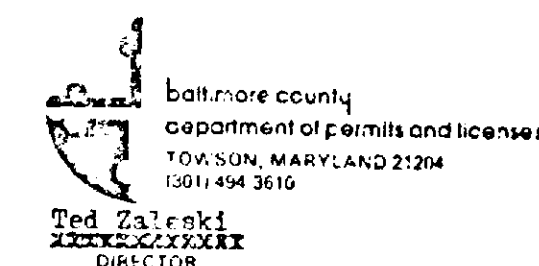 baltimore county
department of permits and licenses
TOWSON, MARYLAND 21204
(301) 494-3610
Ted Zaleski
DIRECTOR